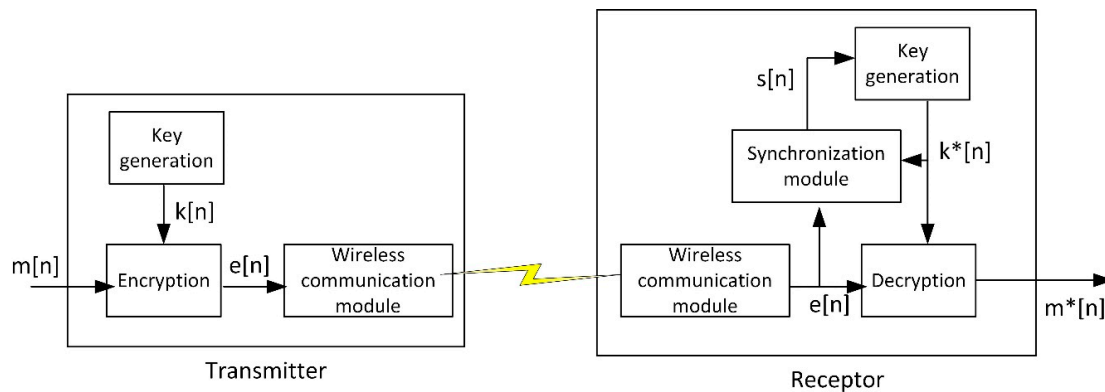 Key
generation
k[n]
m[n]
Encryption
e[n]
Wireless
communication
module
Transmitter
Key
generation
s[n]
Synchronization
module
k*[n]
Wireless
communication
module
e[n]
Decryption
m*[n]
Receptor